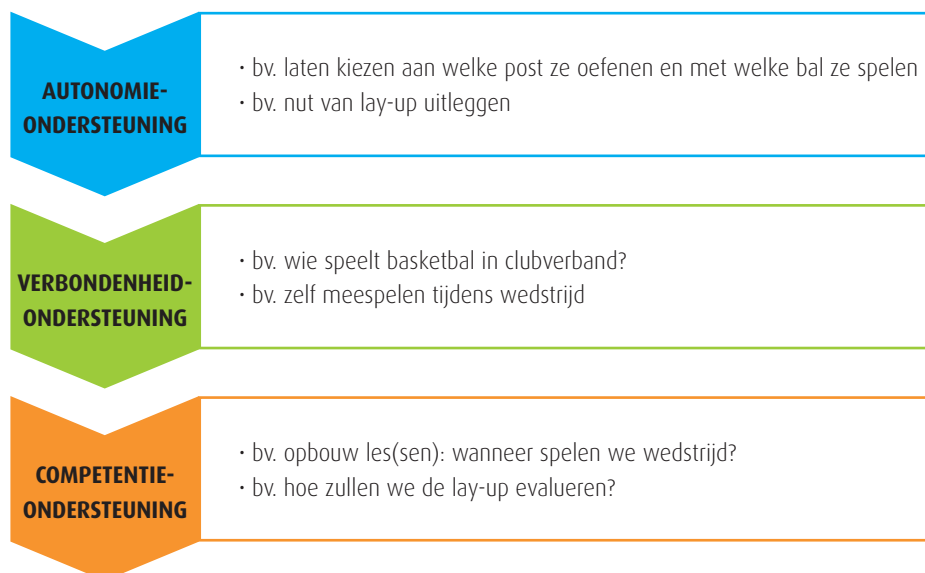 AUTONOMIE-
ONDERSTEUNING
· bv. laten kiezen aan welke post ze oefenen en met welke bal ze spelen
· bv. nut van lay-up uitleggen
VERBONDENHEID-
ONDERSTEUNING
· bv. wie speelt basketbal in clubverband?
· bv. zelf meespelen tijdens wedstrijd
COMPETENTIE-
ONDERSTEUNING
· bv. opbouw les(sen): wanneer spelen we wedstrijd?
· bv. hoe zullen we de lay-up evalueren?